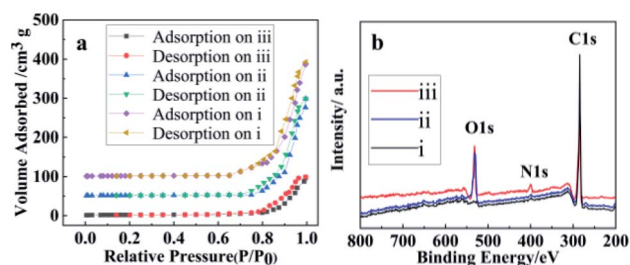 a
Adsorption on iii
Desorption on iii
Adsorption on ii
Desorption on ii
Adsorption on i
Desorption on i
500
400
300
200
100
0
Volume Adsorbed /cm³ g
0.0 0.2 0.4 0.6 0.8 1.0
Relative Pressure(P/P0)
b
C1s
iii
ii
i
O1s
N1s
Intensity/ a.u.
800 700 600 500 400 300 200
Binding Energy/eV